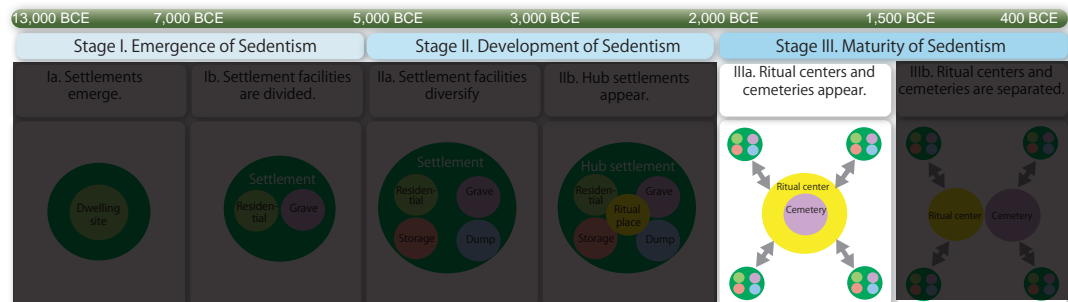 13,000 BCE 7,000 BCE 5,000 BCE 3,000 BCE 2,000 BCE 1,500 BCE 400 BCE
Stage I. Emergence of Sedentism Stage II. Development of Sedentism Stage III. Maturity of Sedentism
Ia. Settlements
emerge.
Ib. Settlement facilities
are divided.
IIa. Settlement facilities
diversify
IIb. Hub settlements
appear.
IIIa. Ritual centers and
cemeteries appear.
IIIb. Ritual centers and
cemeteries are separated.
Dwelling
site
Settlement
Residen-
tial
Grave
Settlement
Residen-
tial
Grave
Storage
Dump
Hub settlement
Residen-
tial
Grave
Ritual
place
Storage
Dump
Ritual center
Cemetery
Ritual center
Cemetery